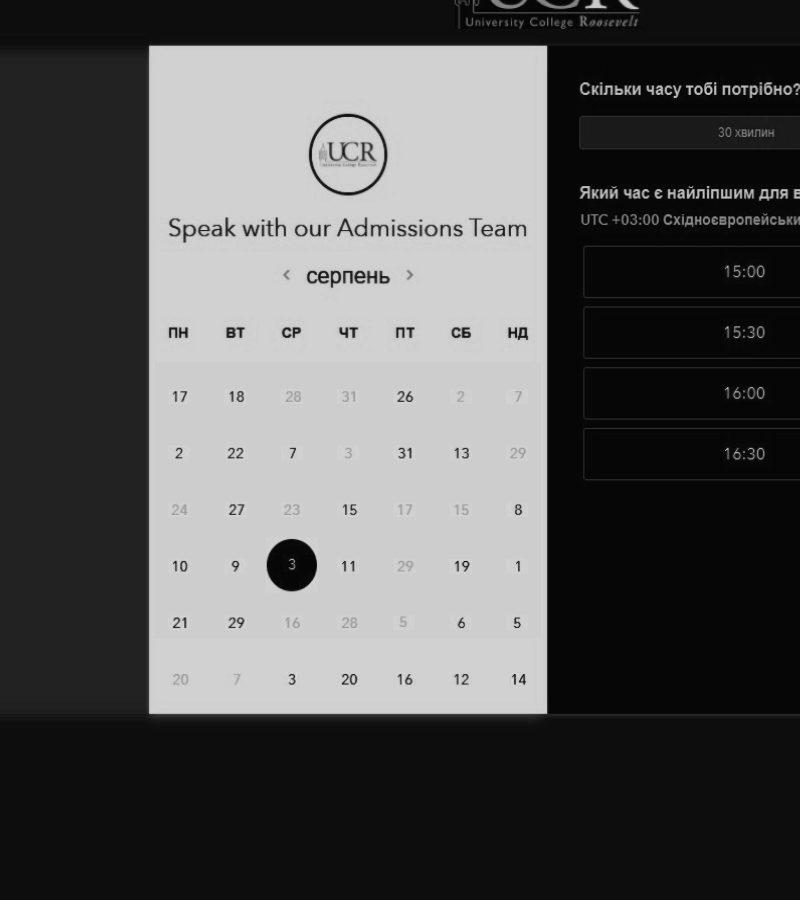 UCR
University College Roosevelt
UCR
Speak with our Admissions Team
серпень
ПН ВТ СР ЧТ ПТ СБ НД
17 18 28 31 26 2 7
2 22 7 3 31 13 29
24 27 23 15 17 15 8
10 9 3 11 29 19 1
21 29 16 28 5 6 5
20 7 3 20 16 12 14
Скільки часу тобі потрібно?
30 хвилин
Який час є найліпшим для в
UTC +03:00 Східноєвропейськи
15:00
15:30
16:00
16:30